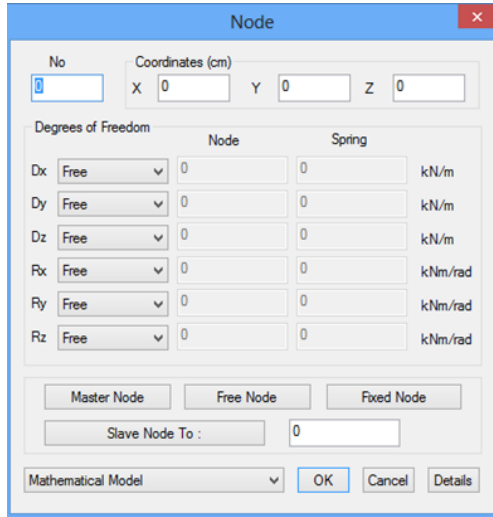 Node
No Coordinates (cm)
0 X 0 Y 0 Z 0
Degrees of Freedom
Node Spring
Dx Free 0 0 kN/m
Dy Free 0 0 kN/m
Dz Free 0 0 kN/m
Rx Free 0 0 kNm/rad
Ry Free 0 0 kNm/rad
Rz Free 0 0 kNm/rad
Master Node Free Node Fixed Node
Slave Node To : 0
Mathematical Model OK Cancel Details